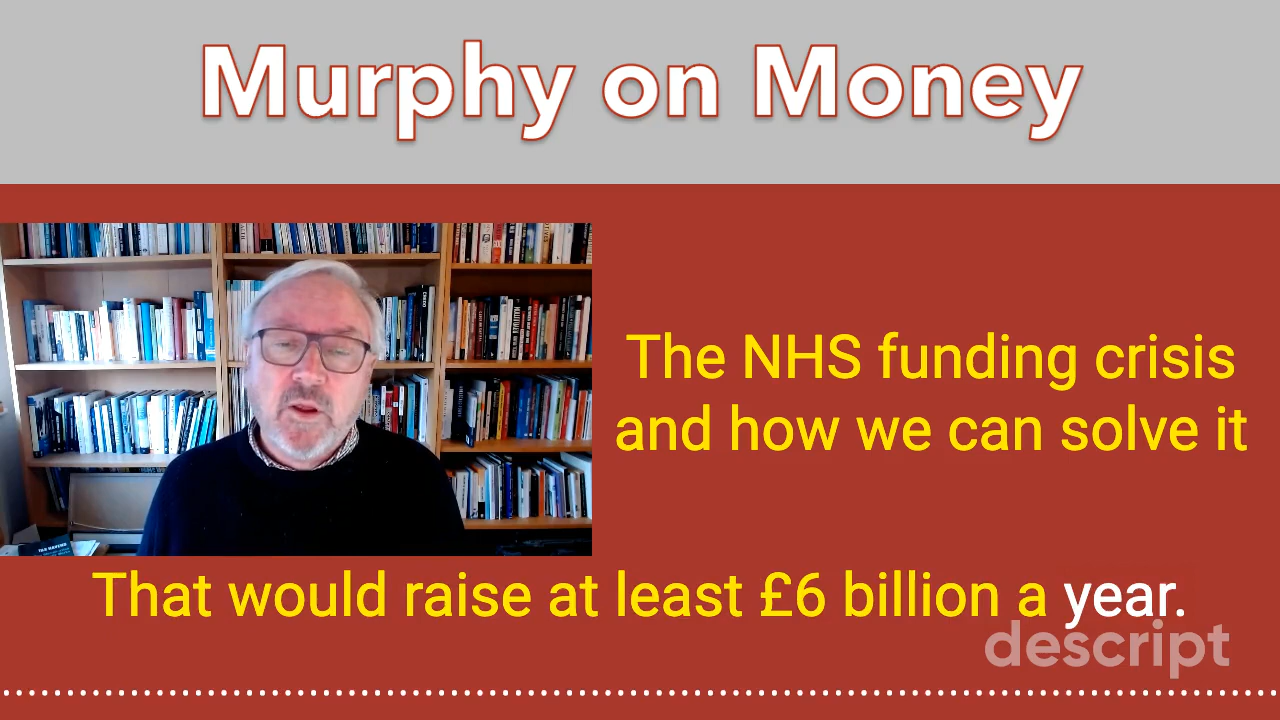 Murphy on Money
The NHS funding crisis
and how we can solve it
That would raise at least £6 billion a year.
descript